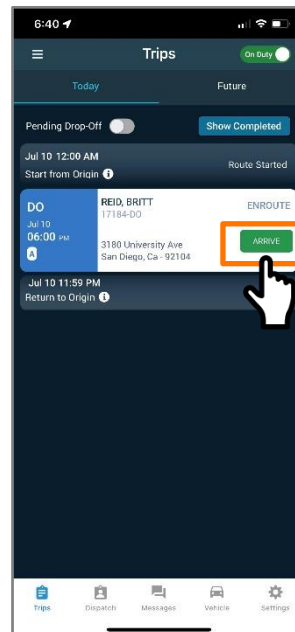 6:40
Trips
On Duty
Today
Future
Pending Drop-Off
Show Completed
Jul 10 12:00 AM
Start from Origin
Route Started
DO
Jul 10
06:00 PM
A
REID, BRITT
17184-DO
3180 University Ave
San Diego, Ca - 92104
ENROUTE
ARRIVE
Jul 10 11:59 PM
Return to Origin
Trips
Dispatch
Messages
Vehicle
Settings